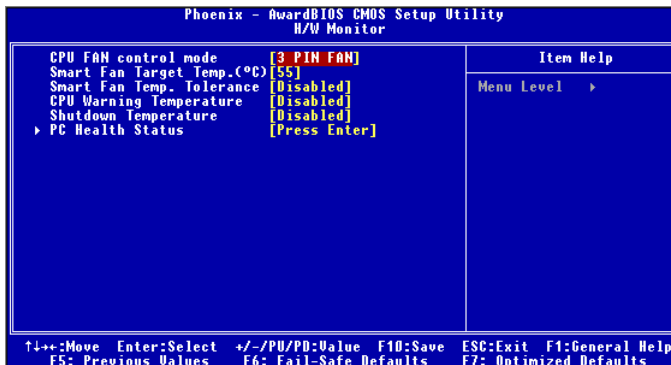 Phoenix - AwardBIOS CMOS Setup Utility
H/W Monitor
CPU FAN control mode [3 PIN FAN]
Smart Fan Target Temp.(ºC)[55]
Smart Fan Temp. Tolerance [Disabled]
CPU Warning Temperature [Disabled]
Shutdown Temperature [Disabled]
▸ PC Health Status [Press Enter]
Item Help
Menu Level ▸
↑↓→←:Move Enter:Select +/-/PU/PD:Value F10:Save ESC:Exit F1:General Help
F5: Previous Values F6: Fail-Safe Defaults F7: Optimized Defaults